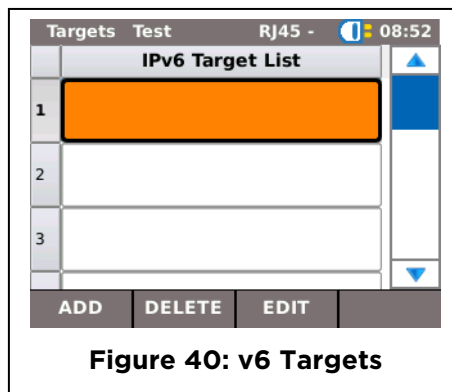 Targets Test RJ45 - 08:52
IPv6 Target List
1
2
3
ADD DELETE EDIT
Figure 40: v6 Targets